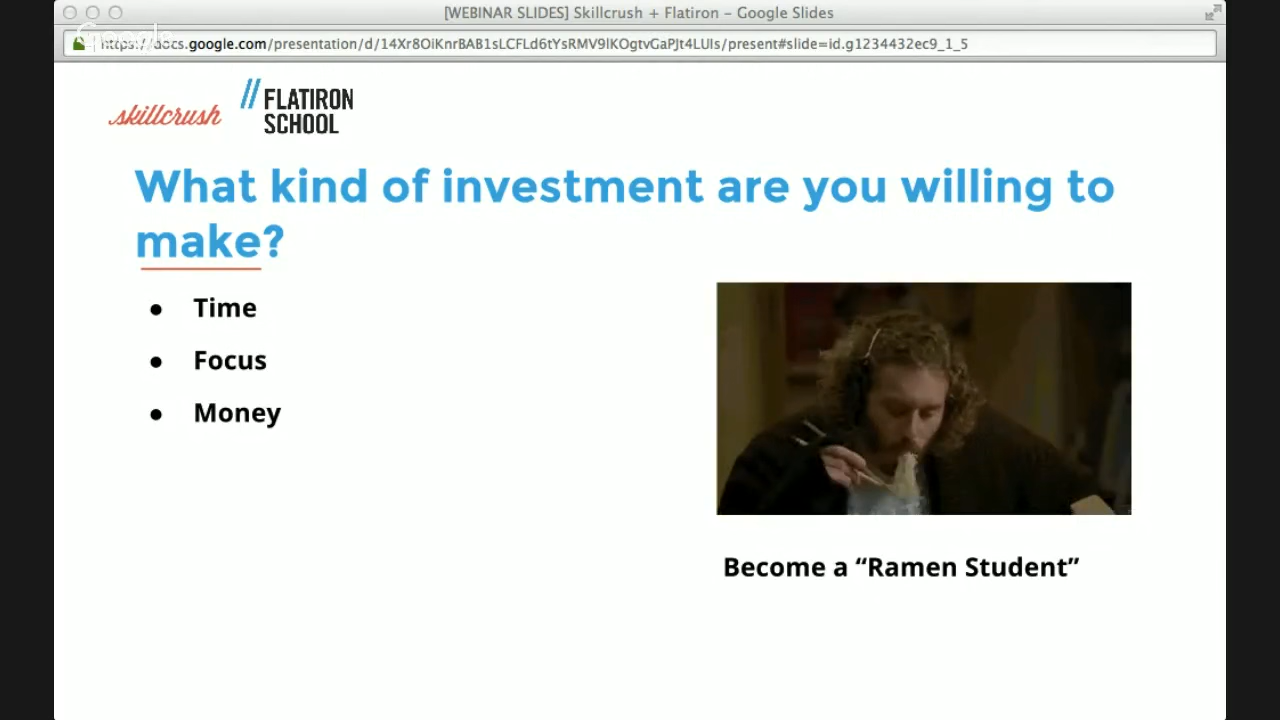 [WEBINAR SLIDES] Skillcrush + Flatiron – Google Slides
Google
https://docs.google.com/presentation/d/14Xr8OiKnrBAB1sLCFLd6tYsRMV9lKOgtvGaPJt4LUIs/present#slide=id.g1234432ec9_1_5
skillcrush
// FLATIRON
SCHOOL
What kind of investment are you willing to
make?
● Time
● Focus
● Money
Become a “Ramen Student”